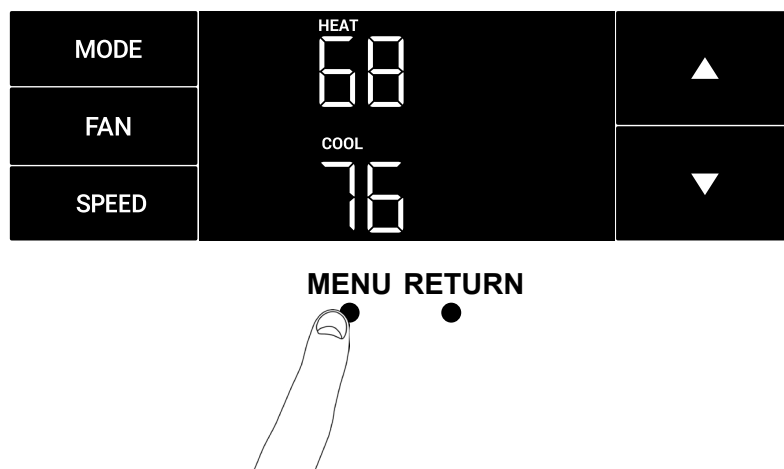 MODE
FAN
SPEED
HEAT
68
COOL
76
▲
▼
MENU RETURN